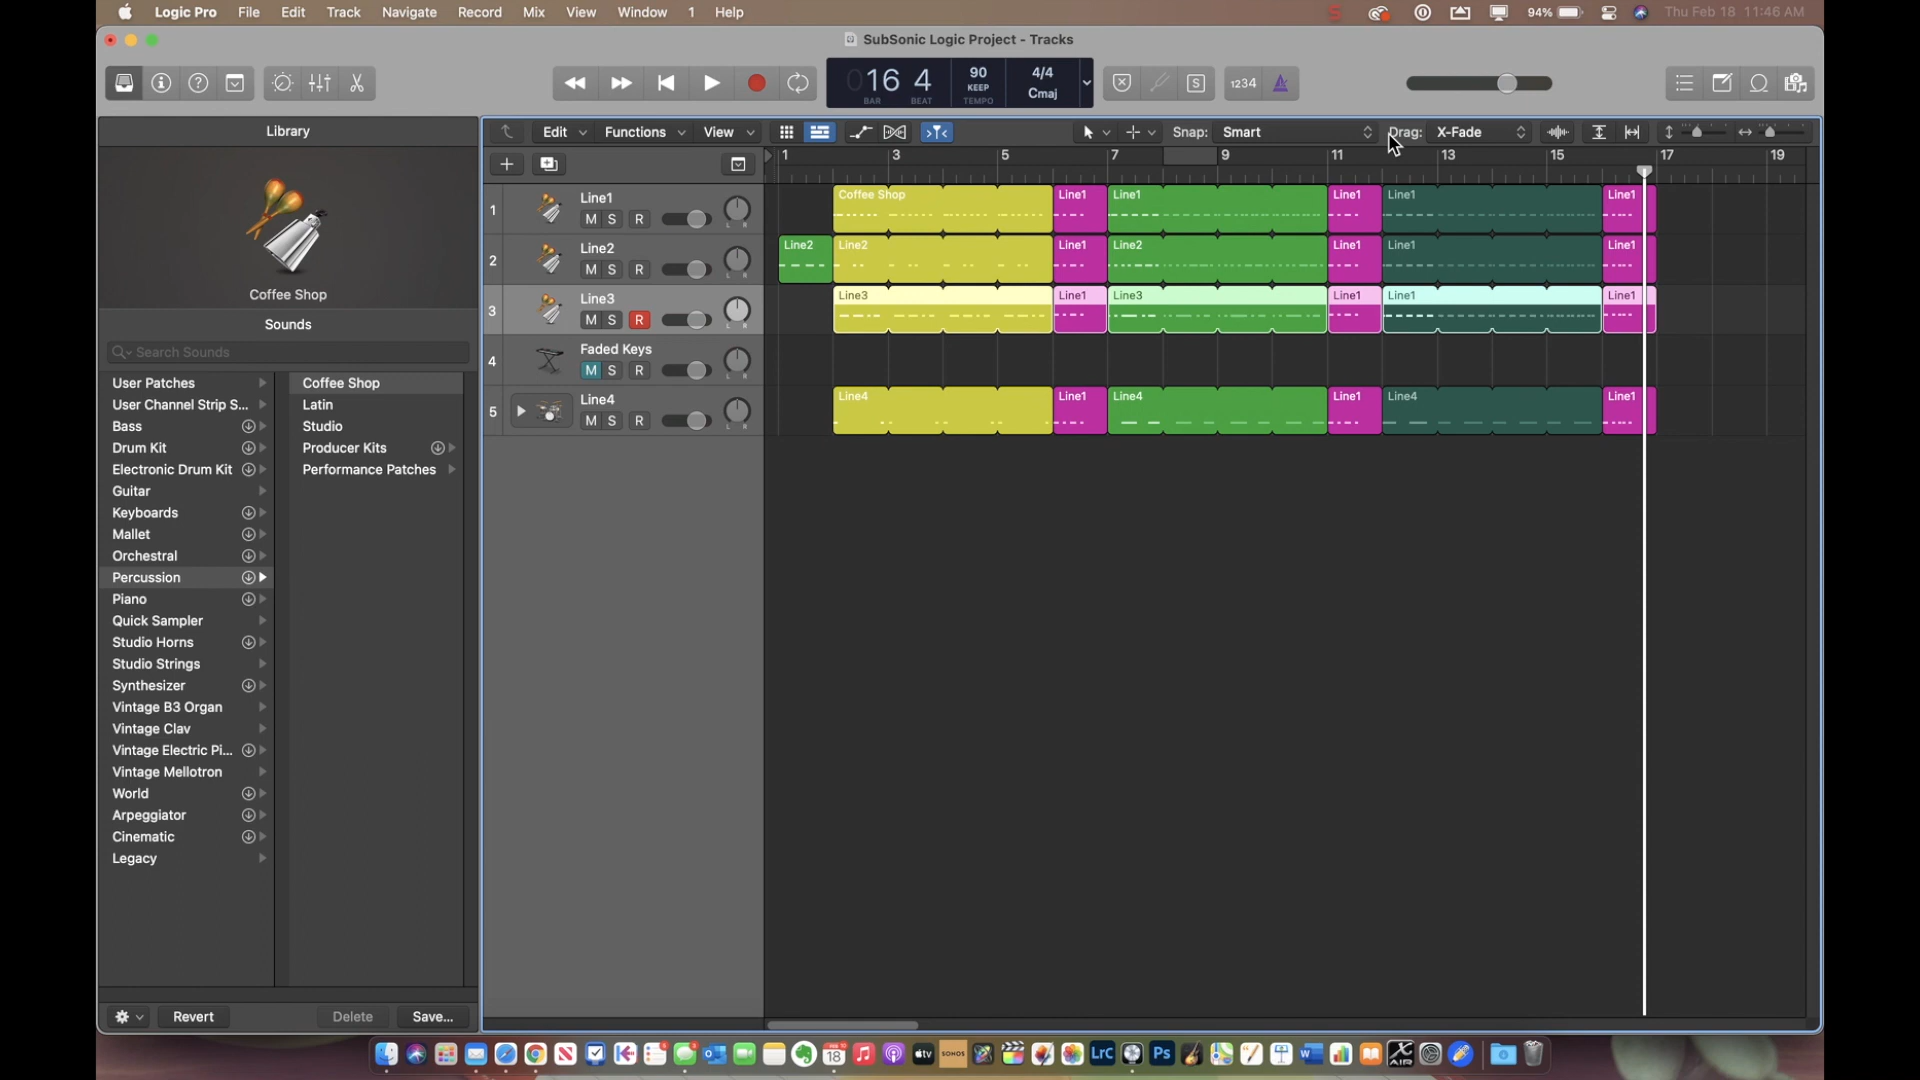 Logic Pro File Edit Track Navigate Record Mix View Window 1 Help 94% Thu Feb 18 11:46 AM
SubSonic Logic Project - Tracks
016 4 90 4/4
KEEP Cmaj
BAR BEAT TEMPO
S 1234
Library
Edit Functions View Snap: Smart Drag: X-Fade
1 3 5 7 9 11 13 15 17 19
Coffee Shop
Sounds
Search Sounds
User Patches
User Channel Strip S...
Bass
Drum Kit
Electronic Drum Kit
Guitar
Keyboards
Mallet
Orchestral
Percussion
Piano
Quick Sampler
Studio Horns
Studio Strings
Synthesizer
Vintage B3 Organ
Vintage Clav
Vintage Electric Pi...
Vintage Mellotron
World
Arpeggiator
Cinematic
Legacy
Coffee Shop
Latin
Studio
Producer Kits
Performance Patches
Revert Delete Save...
1 Line1
M S R L R
Coffee Shop Line1 Line1 Line1 Line1 Line1
2 Line2
M S R L R
Line2 Line2 Line1 Line2 Line1 Line1 Line1
3 Line3
M S R L R
Line3 Line1 Line3 Line1 Line1 Line1
4 Faded Keys
M S R L R
5 Line4
M S R L R
Line4 Line1 Line4 Line1 Line4 Line1
18 tv SONOS LrC Ps W X AIR